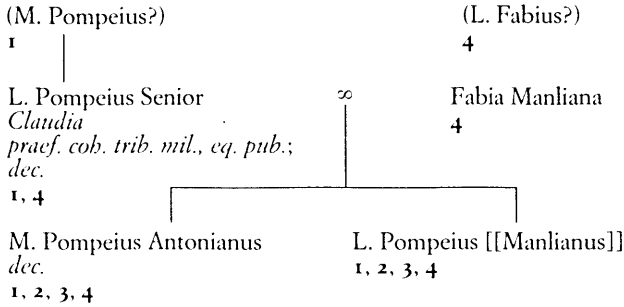 (M. Pompeius?) (L. Fabius?)
1 4
L. Pompeius Senior ∞ Fabia Manliana
Claudia 4
praef. coh. trib. mil., eq. pub.;
dec.
1, 4
M. Pompeius Antonianus L. Pompeius [[Manlianus]]
dec. 1, 2, 3, 4
1, 2, 3, 4